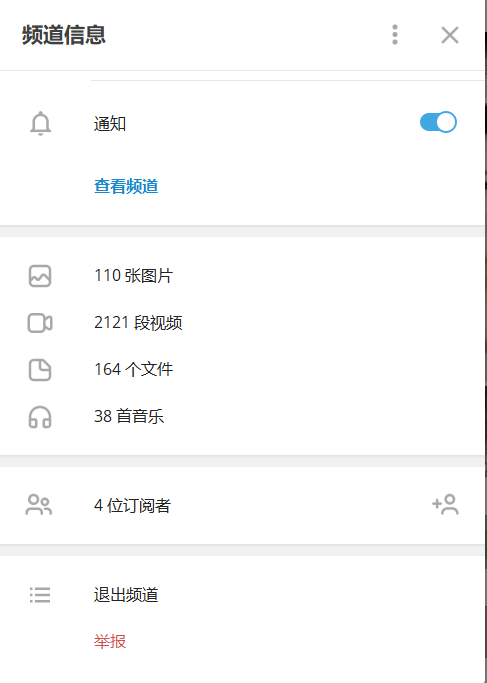 频道信息
通知
查看频道
110 张图片
2121 段视频
164 个文件
38 首音乐
4 位订阅者
退出频道
举报